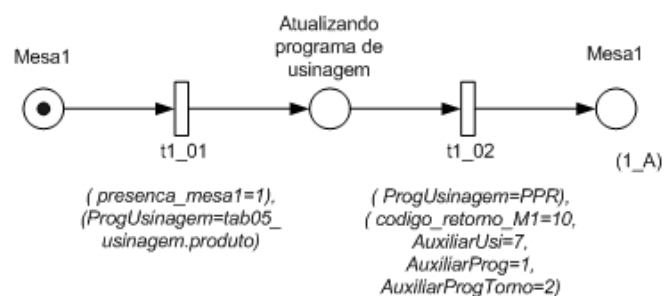 Mesa1
Atualizando
programa de
usinagem
Mesa1
t1_01
t1_02
(1_A)
( presenca_mesa1=1),
(ProgUsinagem=tab05_
usinagem.produto)
( ProgUsinagem=PPR),
( codigo_retorno_M1=10,
AuxiliarUsi=7,
AuxiliarProg=1,
AuxiliarProgTorno=2)